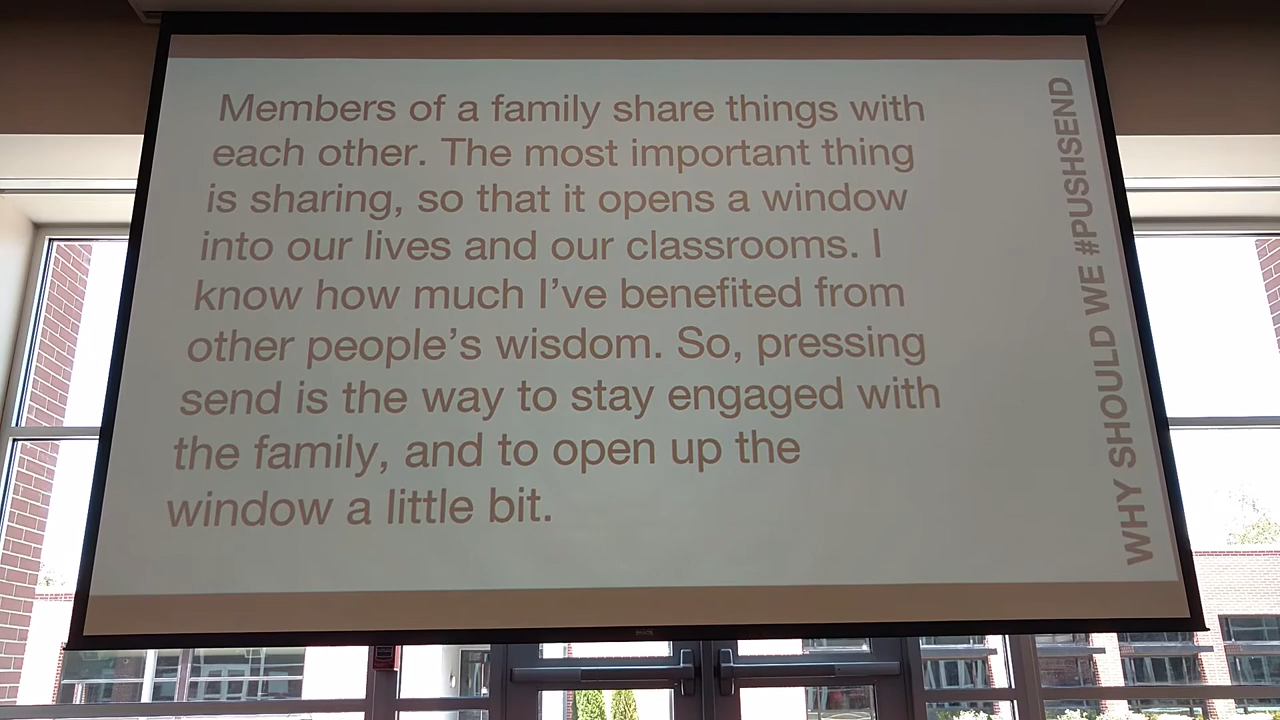 Members of a family share things with
each other. The most important thing
is sharing, so that it opens a window
into our lives and our classrooms. I
know how much I've benefited from
other people's wisdom. So, pressing
send is the way to stay engaged with
the family, and to open up the
window a little bit.
WHY SHOULD WE #PUSHSEND